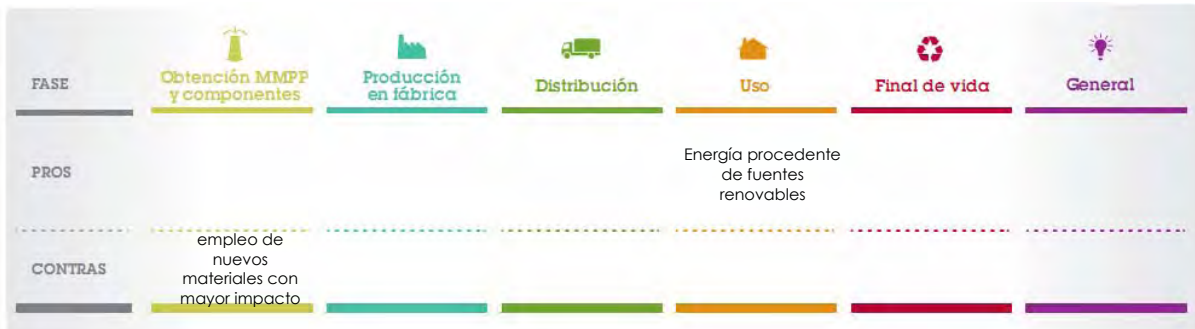 FASE
Obtención MMPP
y componentes
Producción
en fábrica
Distribución
Uso
Final de vida
General
PROS
Energía procedente
de fuentes
renovables
CONTRAS
empleo de
nuevos
materiales con
mayor impacto